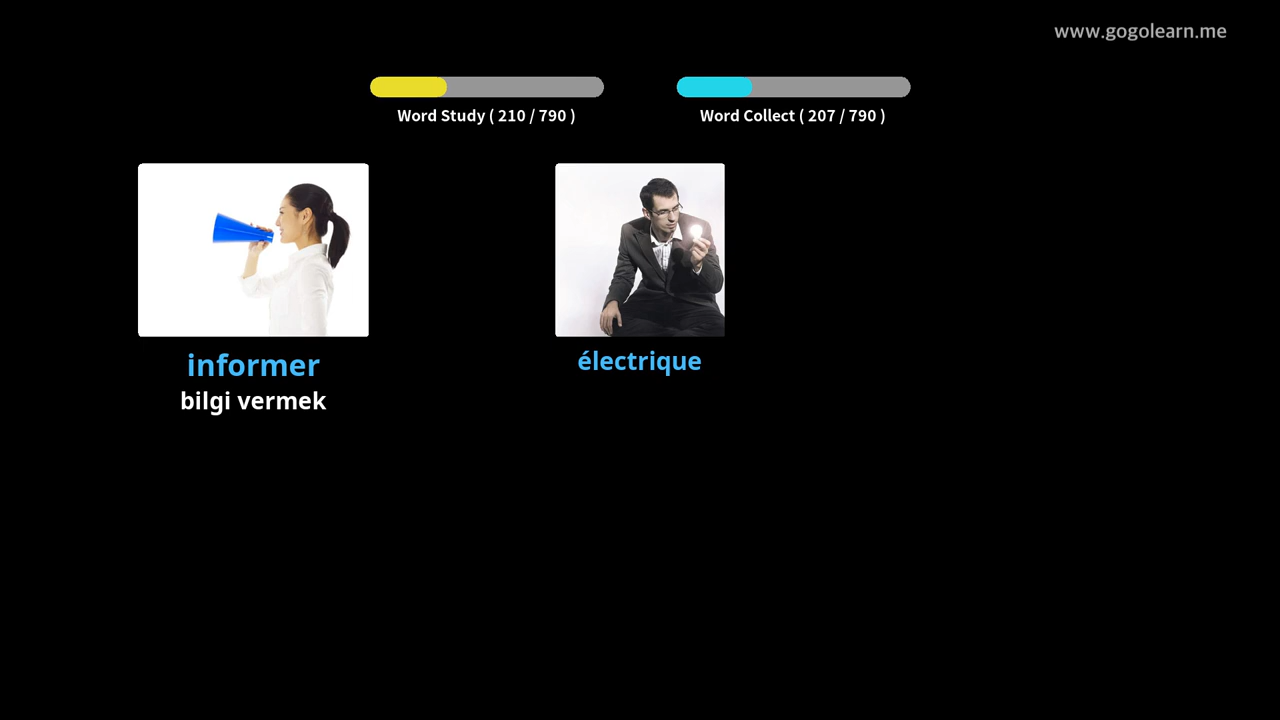 www.gogolearn.me
Word Study ( 210 / 790 )
Word Collect ( 207 / 790 )
informer
bilgi vermek
électrique